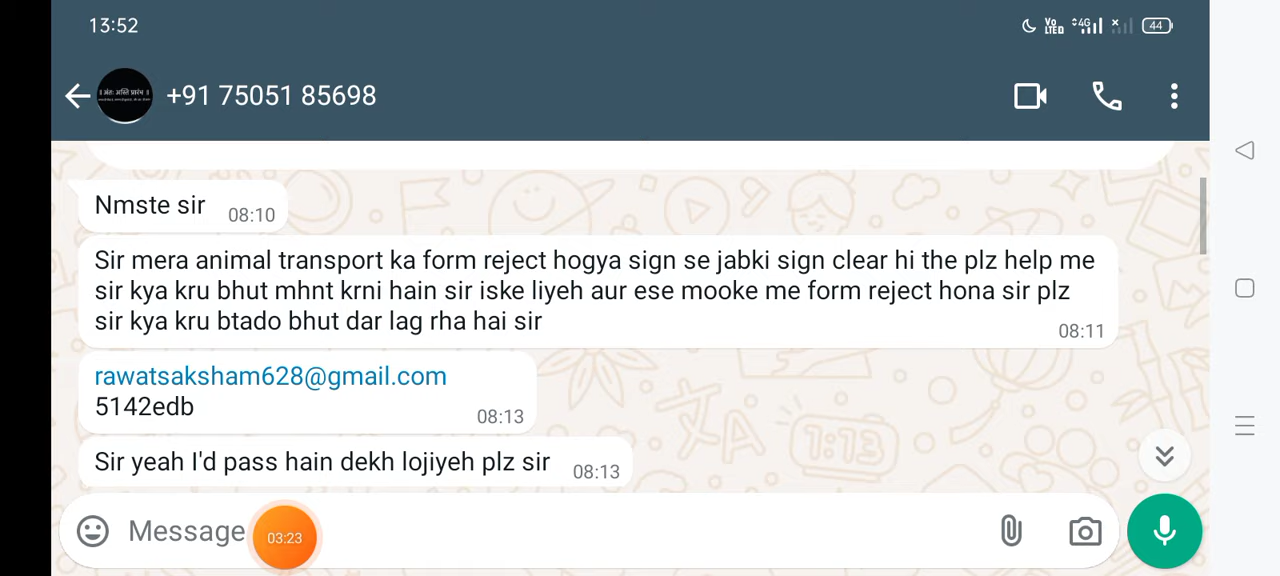 13:52
Vo LTED 4G 44
।। अंतः अस्ति प्रारंभः ।।
+91 75051 85698
Nmste sir 08:10
Sir mera animal transport ka form reject hogya sign se jabki sign clear hi the plz help me
sir kya kru bhut mhnt krni hain sir iske liyeh aur ese mooke me form reject hona sir plz
sir kya kru btado bhut dar lag rha hai sir
08:11
rawatsaksham628@gmail.com
5142edb 08:13
Sir yeah I'd pass hain dekh lojiyeh plz sir 08:13
Message
03:23